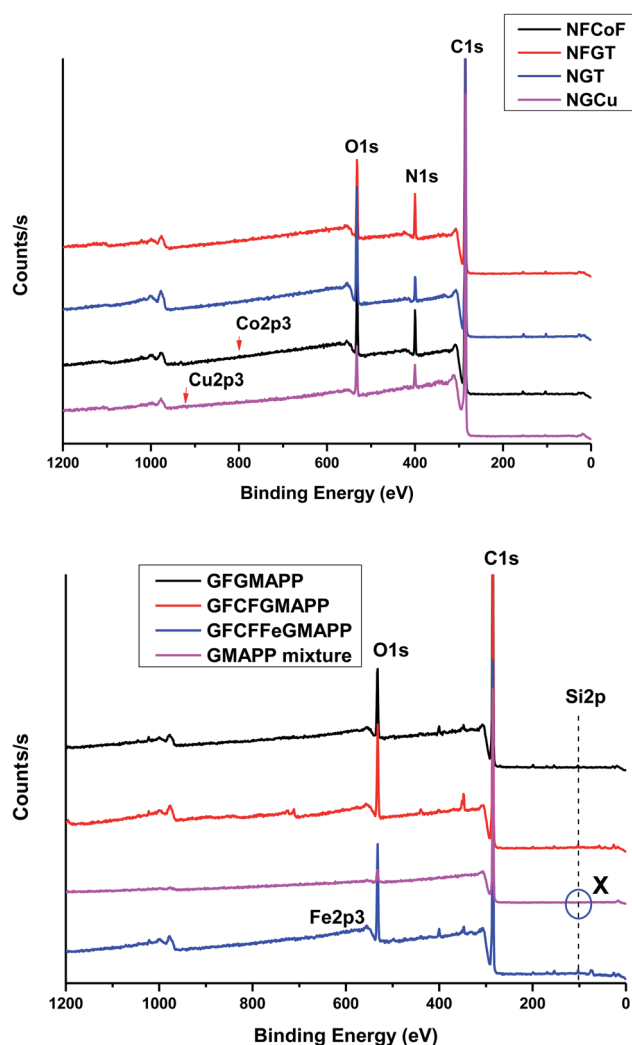 NFCoF
NFGT
NGT
NGCu
C1s
O1s
N1s
Co2p3
Cu2p3
Counts/s
1200 1000 800 600 400 200 0
Binding Energy (eV)
GFGMAPP
GFCFGMAPP
GFCFFeGMAPP
GMAPP mixture
C1s
O1s
Si2p
X
Fe2p3
Counts/s
1200 1000 800 600 400 200 0
Binding Energy (eV)